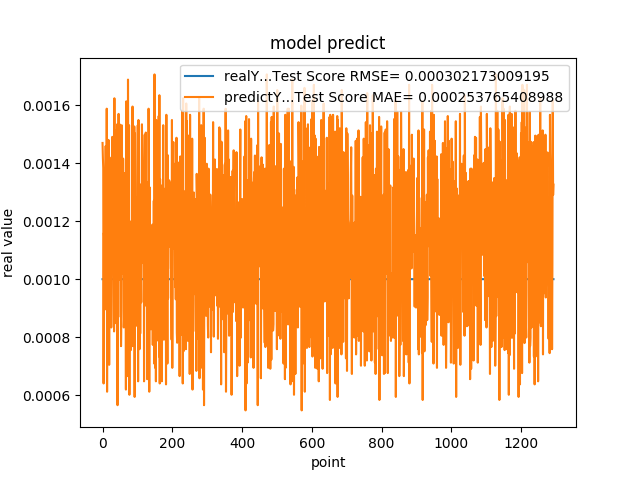 model predict
realY...Test Score RMSE= 0.000302173009195
predictY...Test Score MAE= 0.000253765408988
0.0016
0.0014
0.0012
0.0010
0.0008
0.0006
real value
0 200 400 600 800 1000 1200
point